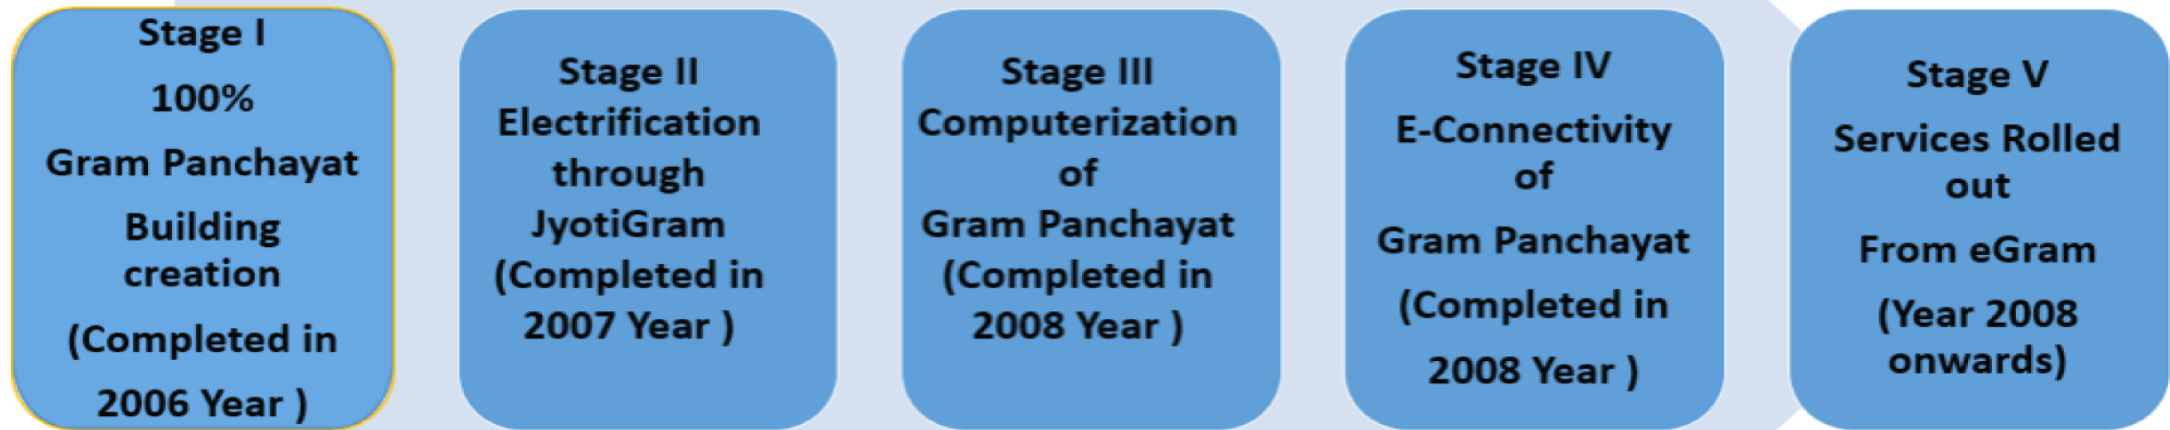 Stage I
100%
Gram Panchayat
Building
creation
(Completed in
2006 Year )
Stage II
Electrification
through
JyotiGram
(Completed in
2007 Year )
Stage III
Computerization
of
Gram Panchayat
(Completed in
2008 Year )
Stage IV
E-Connectivity
of
Gram Panchayat
(Completed in
2008 Year )
Stage V
Services Rolled
out
From eGram
(Year 2008
onwards)